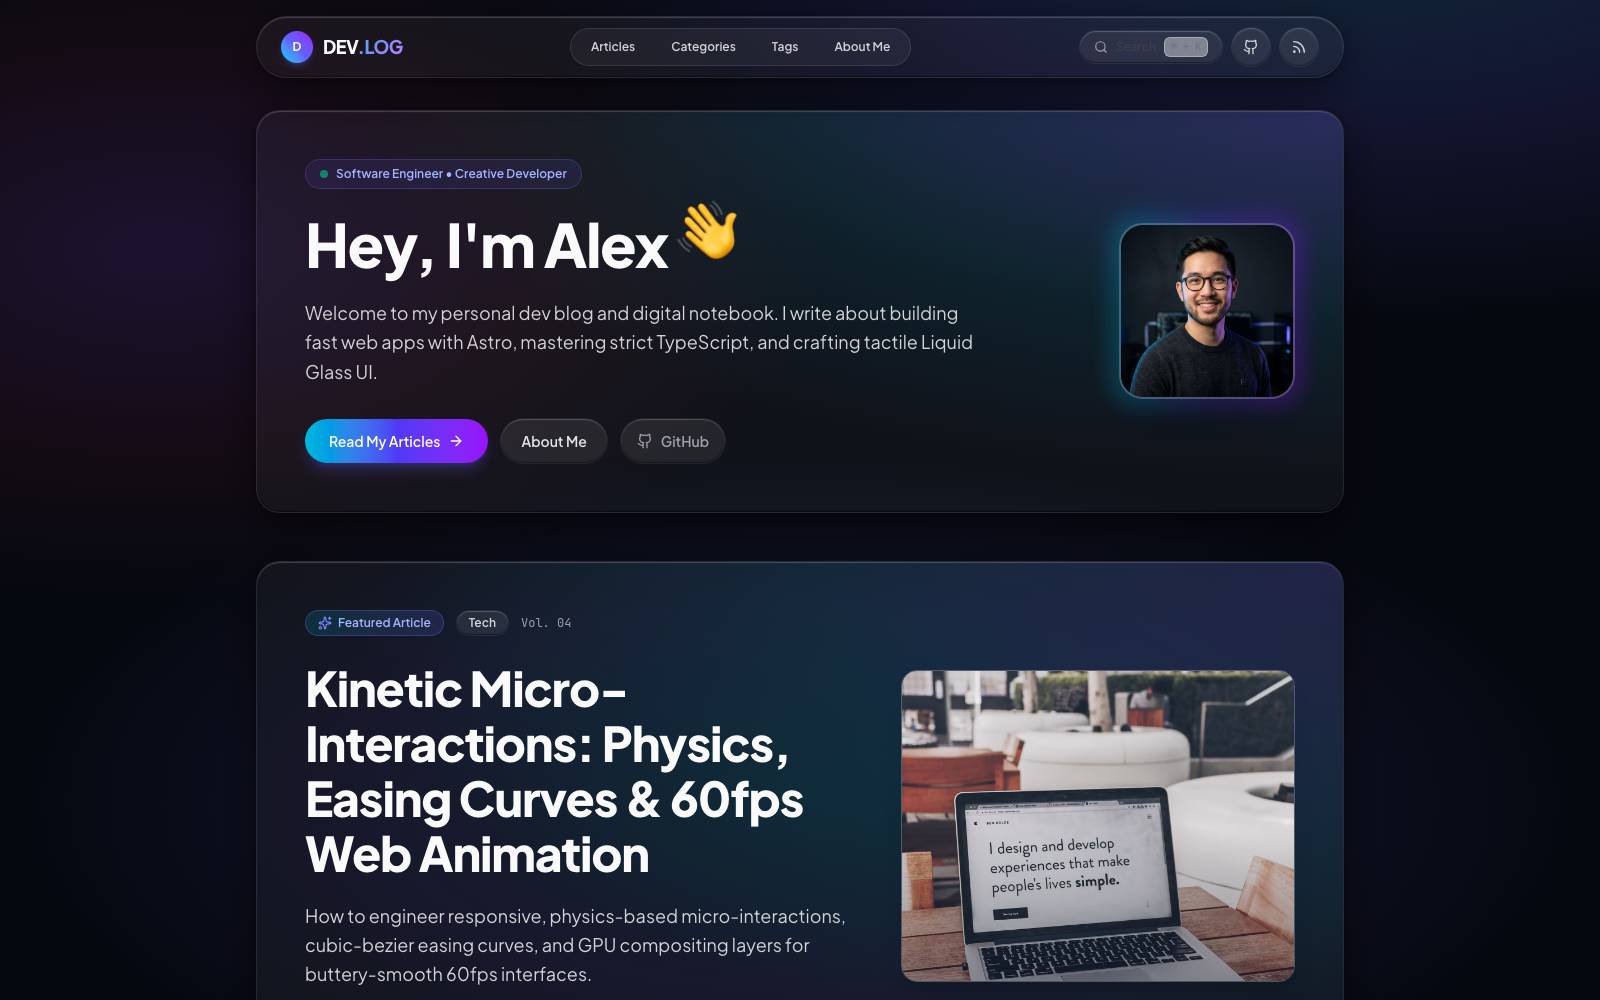 D DEV.LOG Articles Categories Tags About Me Search ⌘ + K
Software Engineer • Creative Developer
Hey, I'm Alex 👋
Welcome to my personal dev blog and digital notebook. I write about building
fast web apps with Astro, mastering strict TypeScript, and crafting tactile Liquid
Glass UI.
Read My Articles → About Me GitHub
Featured Article Tech Vol. 04
Kinetic Micro-
Interactions: Physics,
Easing Curves & 60fps
Web Animation
How to engineer responsive, physics-based micro-interactions,
cubic-bezier easing curves, and GPU compositing layers for
buttery-smooth 60fps interfaces.
I design and develop
experiences that make
people's lives simple.